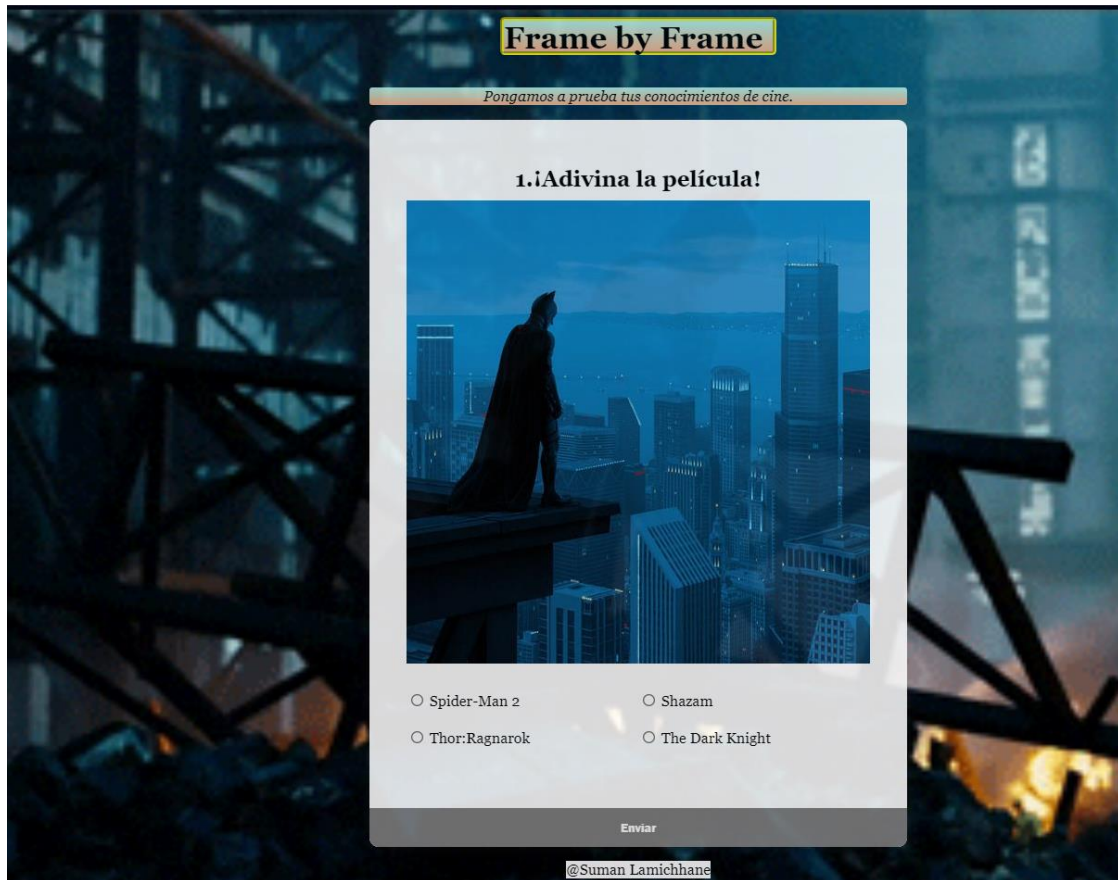 Frame by Frame
Pongamos a prueba tus conocimientos de cine.
1.¡Adivina la película!
Spider-Man 2
Shazam
Thor:Ragnarok
The Dark Knight
Enviar
@Suman Lamichhane